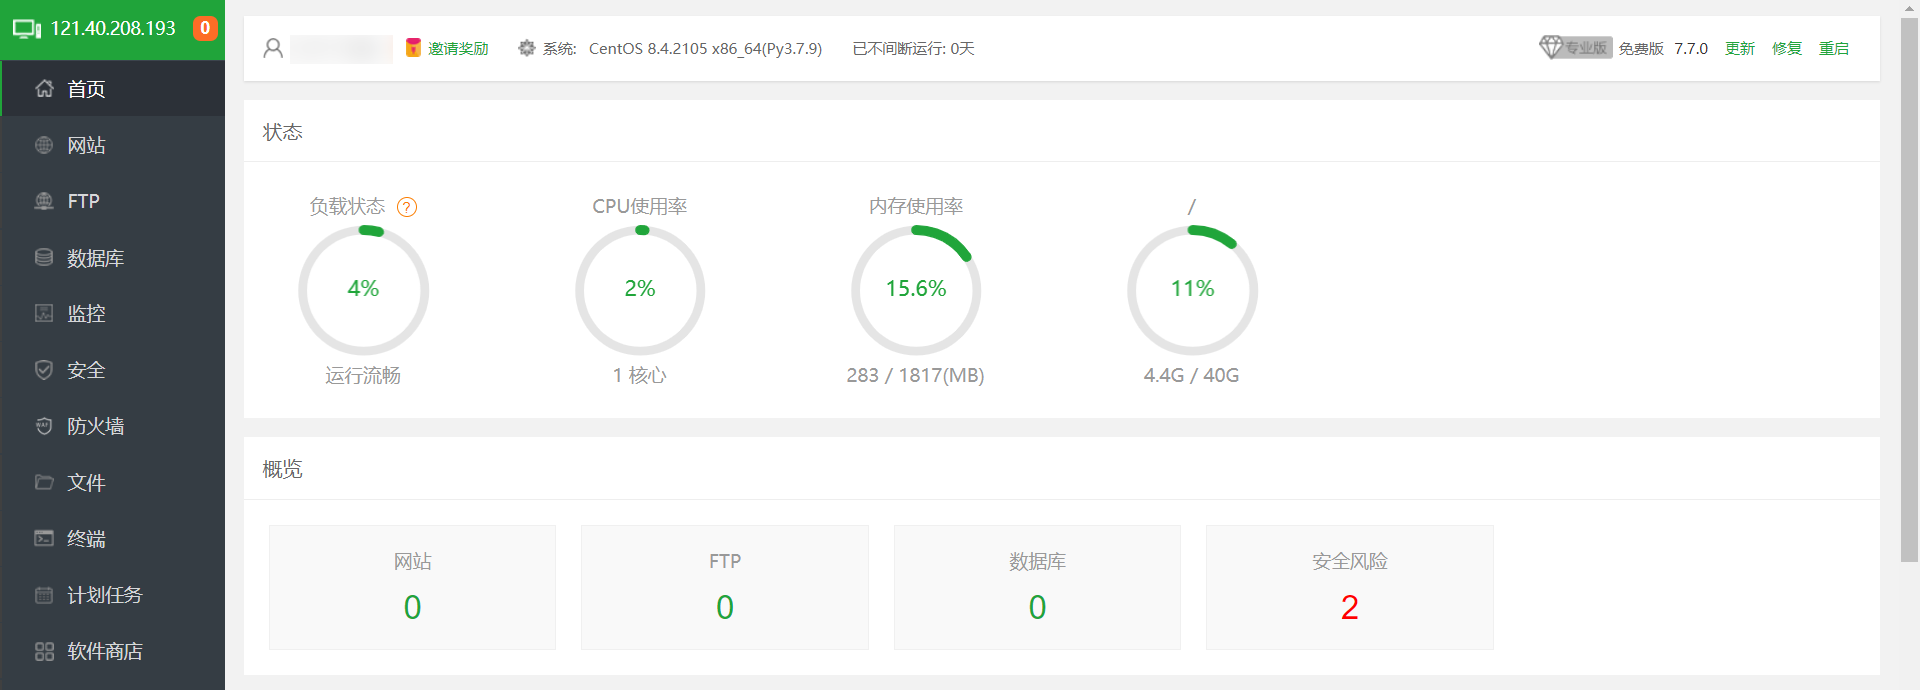 121.40.208.193 0
首页
网站
FTP
数据库
监控
安全
防火墙
文件
终端
计划任务
软件商店
邀请奖励 系统: CentOS 8.4.2105 x86_64(Py3.7.9) 已不间断运行: 0天 专业版 免费版 7.7.0 更新 修复 重启
状态
负载状态 ? CPU使用率 内存使用率 /
4% 2% 15.6% 11%
运行流畅 1 核心 283 / 1817(MB) 4.4G / 40G
概览
网站 FTP 数据库 安全风险
0 0 0 2